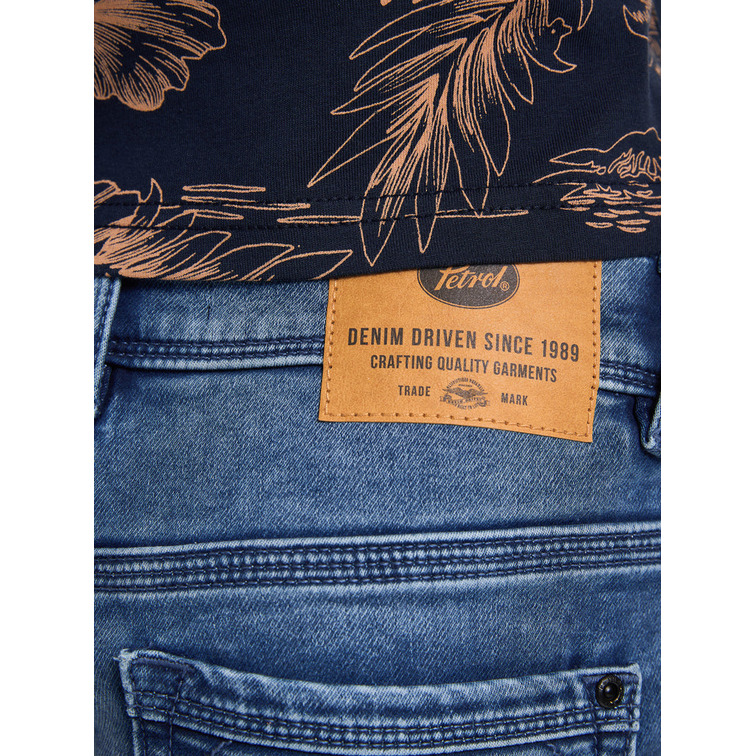 Petrol®
DENIM DRIVEN SINCE 1989
CRAFTING QUALITY GARMENTS
TRADE MARK